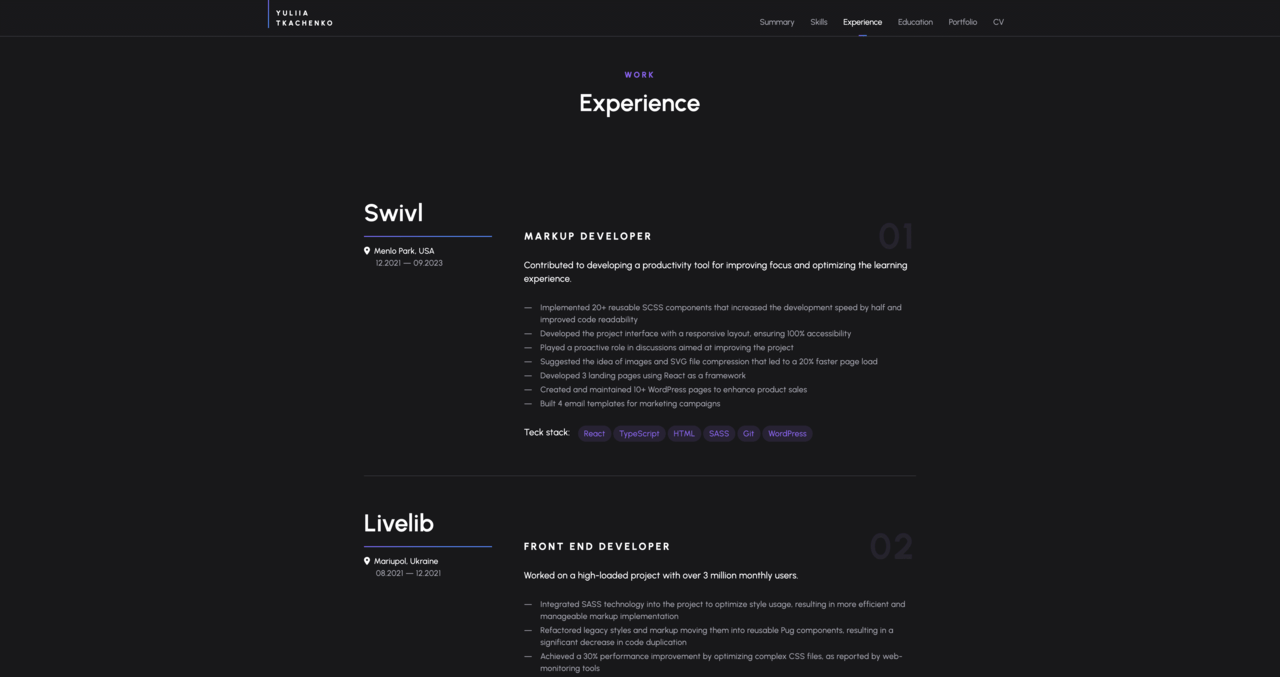 YULIIA
TKACHENKO
Summary Skills Experience Education Portfolio CV
WORK
Experience
Swivl
Menlo Park, USA
12.2021 — 09.2023
01
MARKUP DEVELOPER
Contributed to developing a productivity tool for improving focus and optimizing the learning
experience.
— Implemented 20+ reusable SCSS components that increased the development speed by half and
improved code readability
— Developed the project interface with a responsive layout, ensuring 100% accessibility
— Played a proactive role in discussions aimed at improving the project
— Suggested the idea of images and SVG file compression that led to a 20% faster page load
— Developed 3 landing pages using React as a framework
— Created and maintained 10+ WordPress pages to enhance product sales
— Built 4 email templates for marketing campaigns
Teck stack: React TypeScript HTML SASS Git WordPress
Livelib
Mariupol, Ukraine
08.2021 — 12.2021
02
FRONT END DEVELOPER
Worked on a high-loaded project with over 3 million monthly users.
— Integrated SASS technology into the project to optimize style usage, resulting in more efficient and
manageable markup implementation
— Refactored legacy styles and markup moving them into reusable Pug components, resulting in a
significant decrease in code duplication
— Achieved a 30% performance improvement by optimizing complex CSS files, as reported by web-
monitoring tools